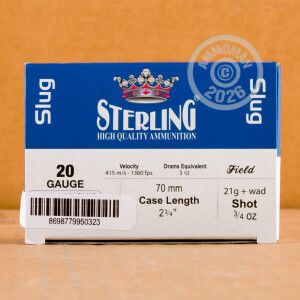 AMMOMAN
©
2026
Slug
Slug
STERLING®
HIGH QUALITY AMMUNITION
20
GAUGE
Velocity
415 m/s - 1360 fps
Drams Equivalent
3 1/2
Field
70 mm
Case Length
2 3/4"
21g + wad
Shot
3/4 OZ
8698779950323